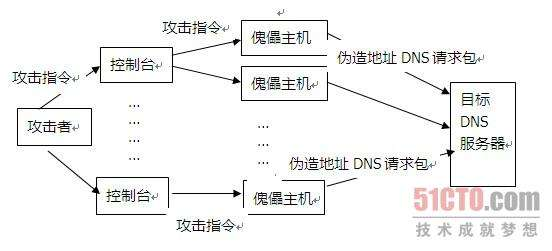 攻击指令
傀儡主机
伪造地址 DNS 请求包
攻击指令
控制台
傀儡主机
目标
DNS
服务器
攻击者
...
...
...
...
...
...
伪造地址 DNS 请求包
控制台
傀儡主机
攻击指令
51CTO.com
技术成就梦想